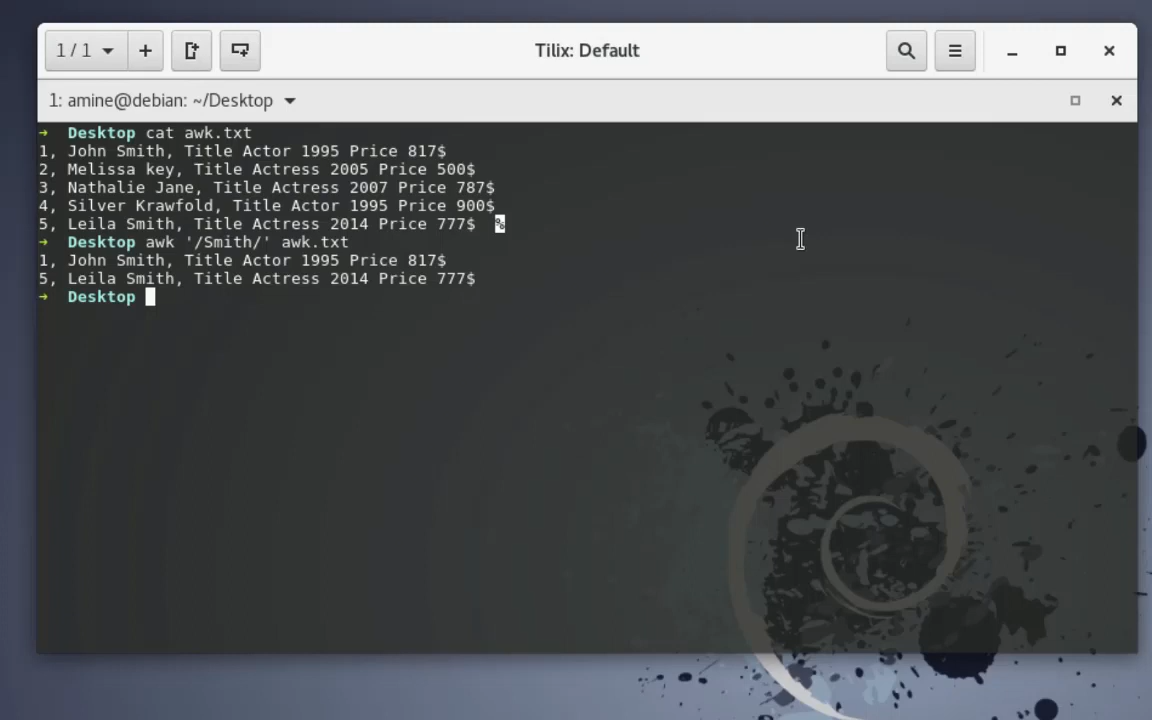 1 / 1
Tilix: Default
1: amine@debian: ~/Desktop
➜ Desktop cat awk.txt
1, John Smith, Title Actor 1995 Price 817$
2, Melissa key, Title Actress 2005 Price 500$
3, Nathalie Jane, Title Actress 2007 Price 787$
4, Silver Krawfold, Title Actor 1995 Price 900$
5, Leila Smith, Title Actress 2014 Price 777$ %
➜ Desktop awk '/Smith/' awk.txt
1, John Smith, Title Actor 1995 Price 817$
5, Leila Smith, Title Actress 2014 Price 777$
➜ Desktop